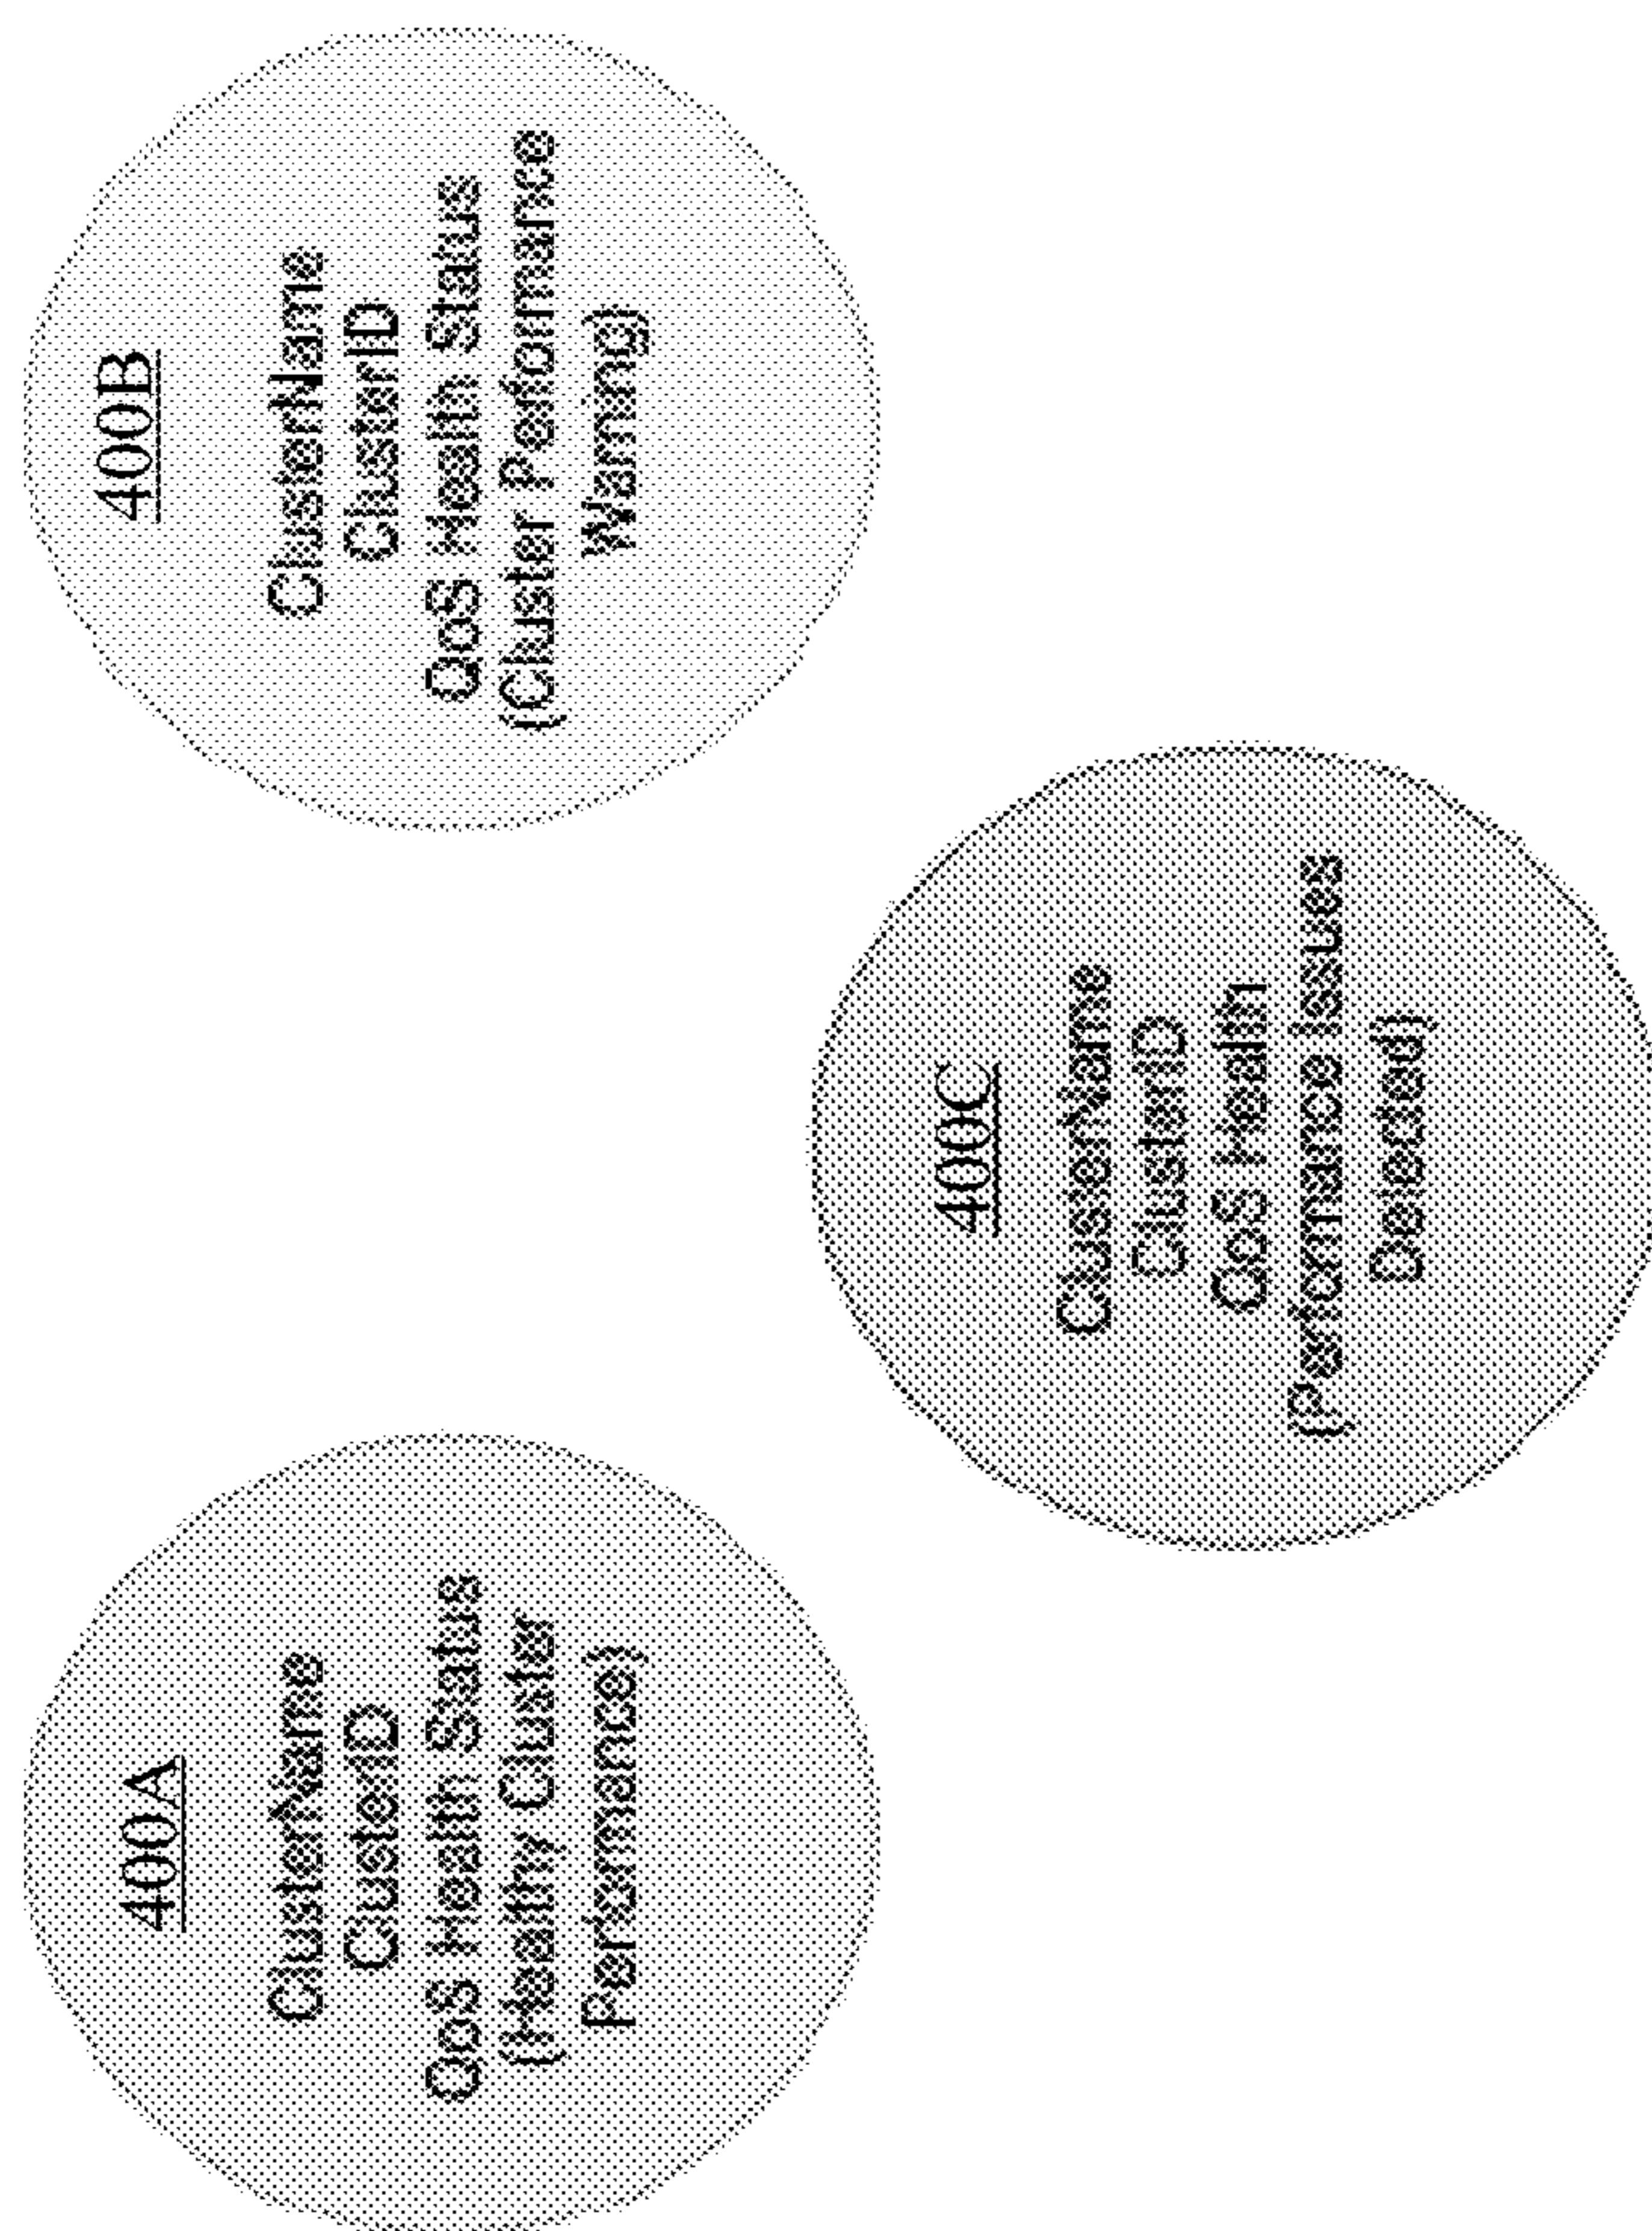 400A
ClusterName
ClusterID
QoS Health Status
(Healthy Cluster
Performance)
400B
ClusterName
ClusterID
QoS Health Status
(Cluster Performance
Warning)
400C
ClusterName
ClusterID
QoS Health
(Performance Issues
Detected)